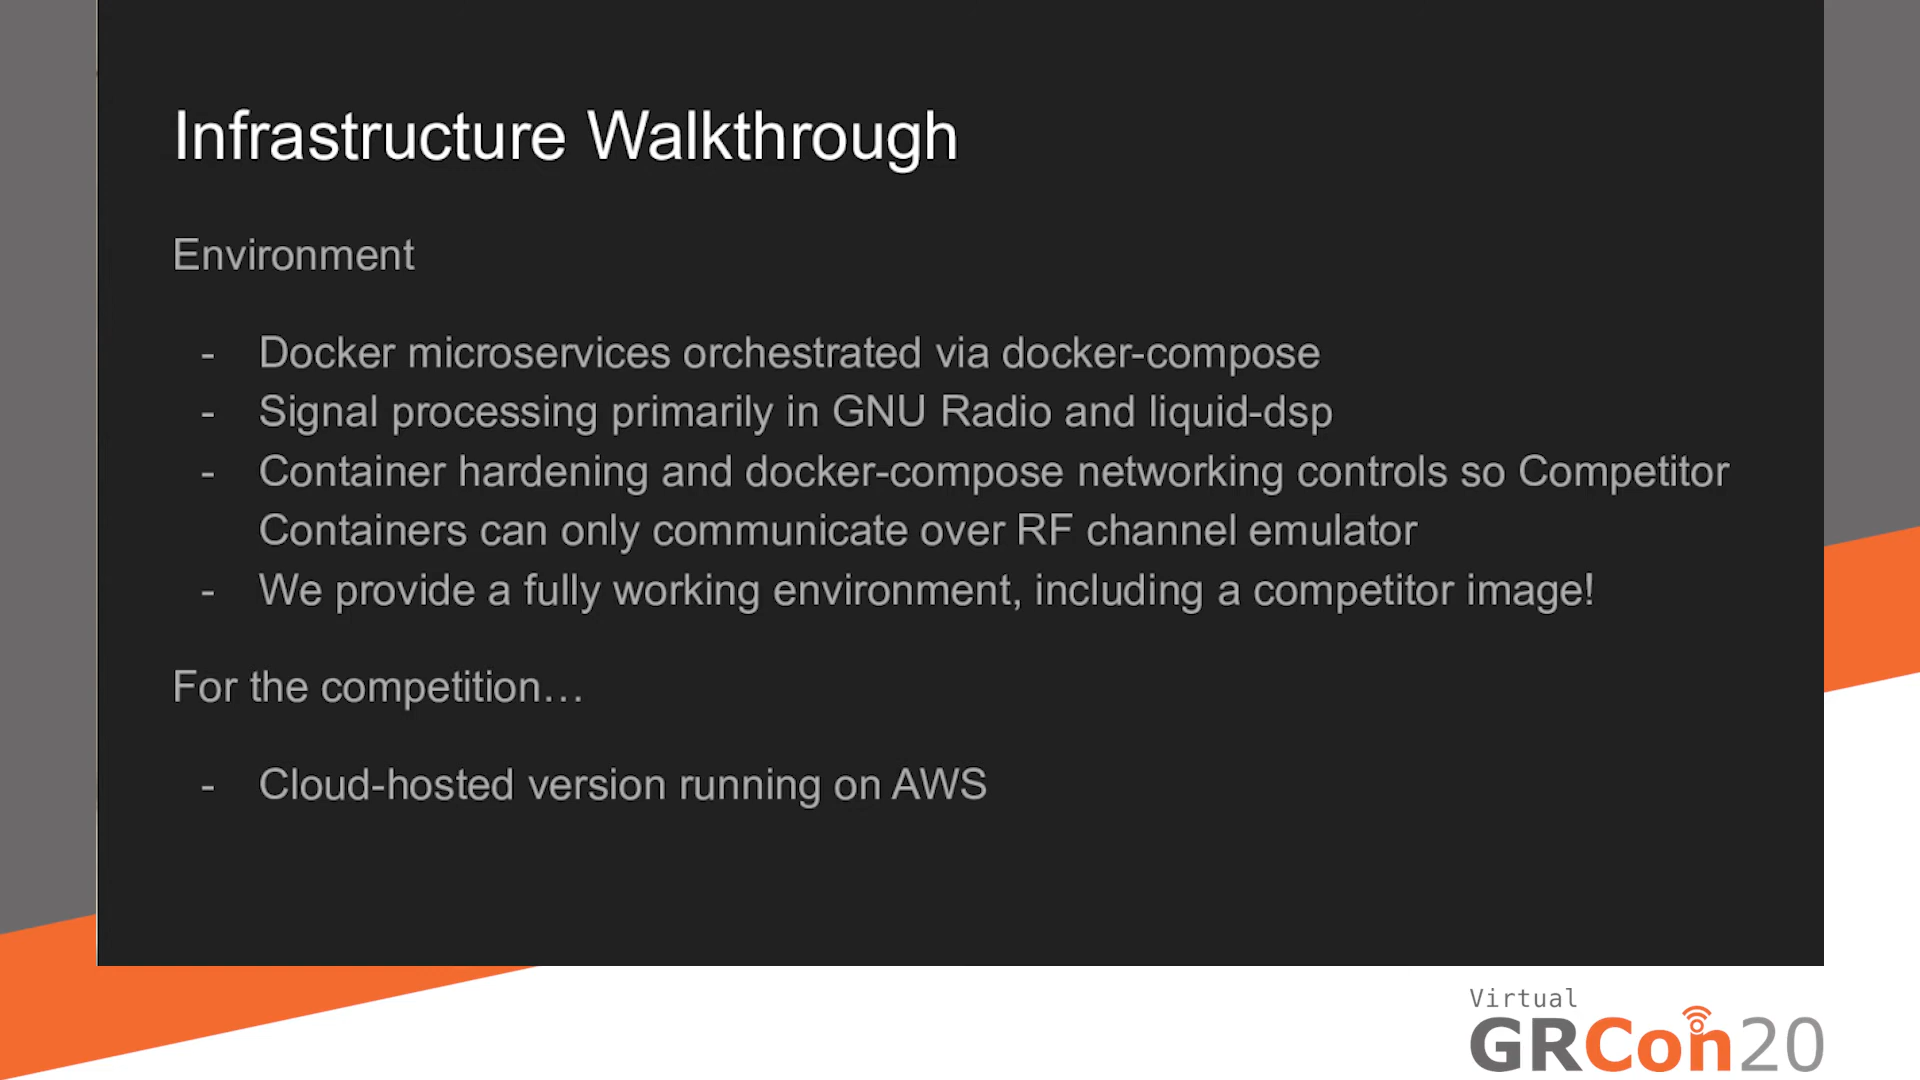 Infrastructure Walkthrough
Environment
- Docker microservices orchestrated via docker-compose
- Signal processing primarily in GNU Radio and liquid-dsp
- Container hardening and docker-compose networking controls so Competitor
Containers can only communicate over RF channel emulator
- We provide a fully working environment, including a competitor image!
For the competition…
- Cloud-hosted version running on AWS
Virtual
GRCon20